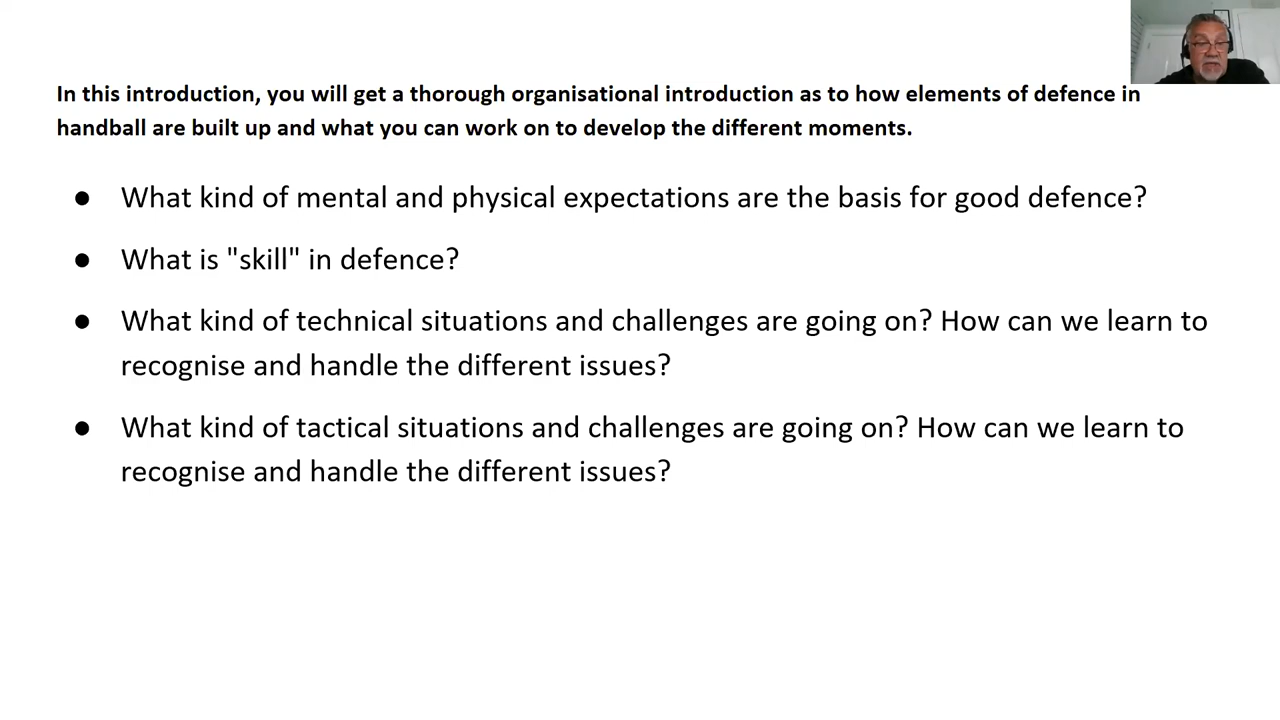 In this introduction, you will get a thorough organisational introduction as to how elements of defence in
handball are built up and what you can work on to develop the different moments.
● What kind of mental and physical expectations are the basis for good defence?
● What is "skill" in defence?
● What kind of technical situations and challenges are going on? How can we learn to
recognise and handle the different issues?
● What kind of tactical situations and challenges are going on? How can we learn to
recognise and handle the different issues?